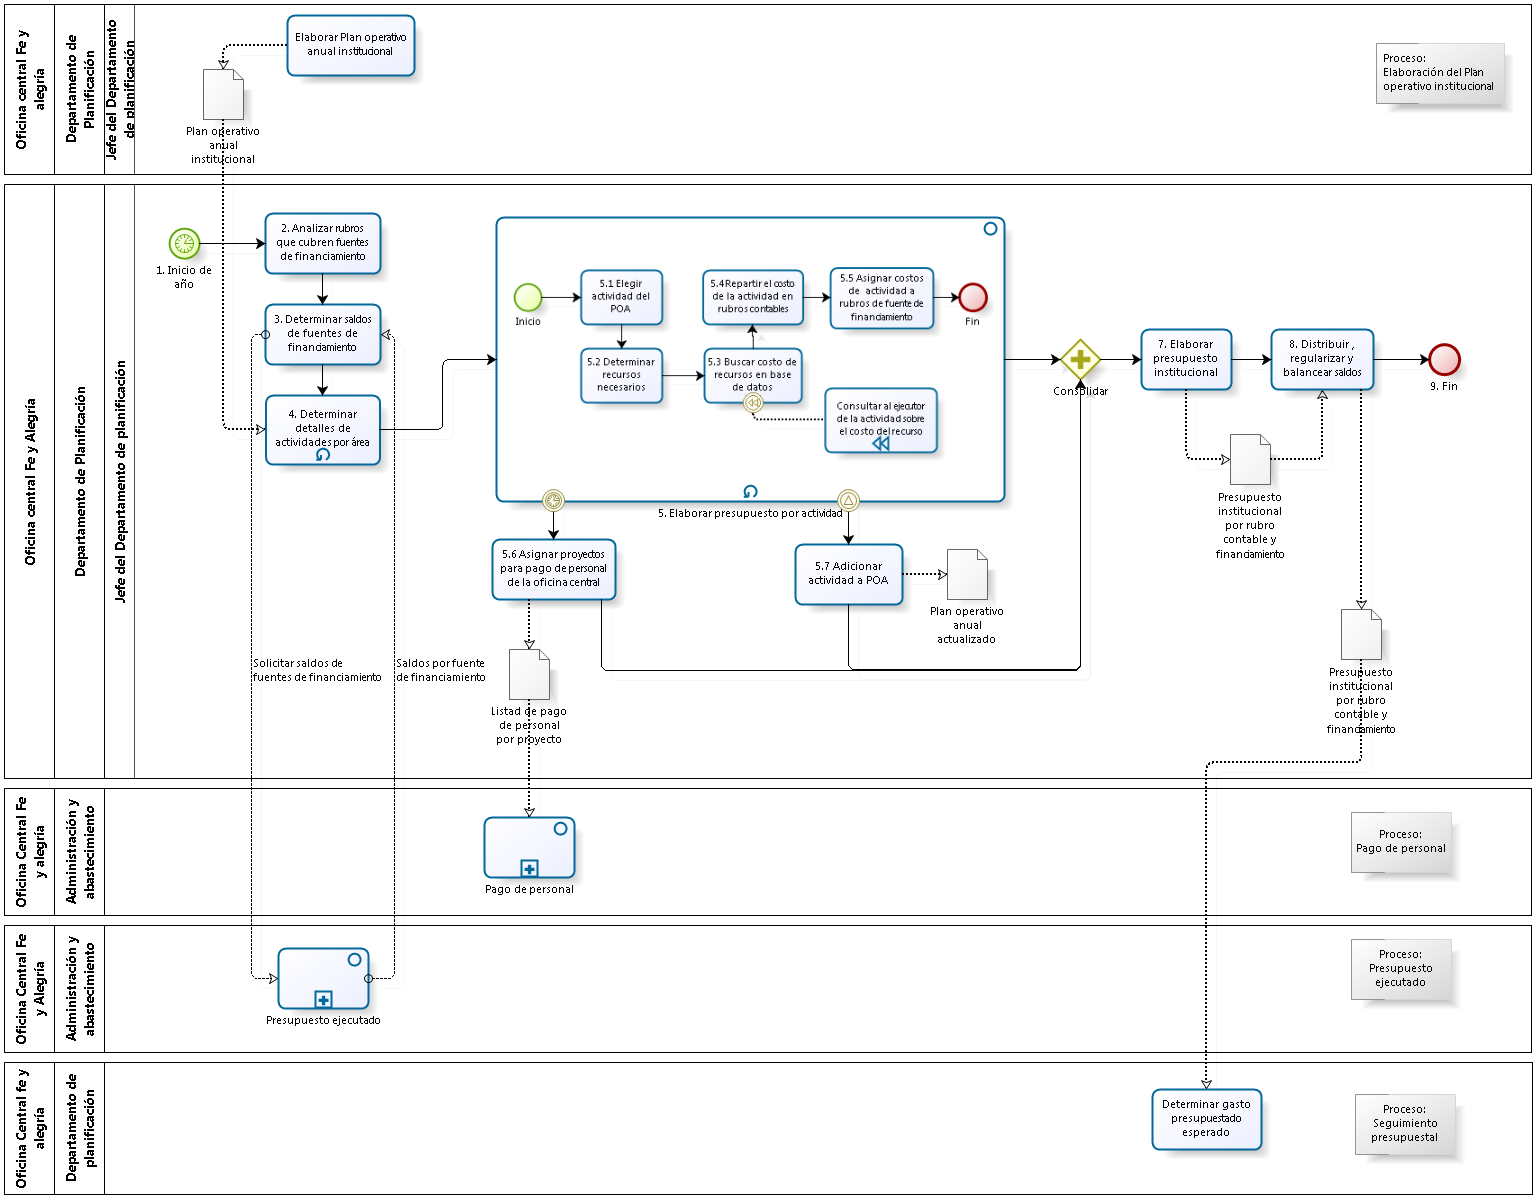 Oficina central Fe y
alegría
Departamento de
Planificación
Jefe del Departamento
de planificación
Elaborar Plan operativo
anual institucional
Plan operativo
anual
institucional
Proceso:
Elaboración del Plan
operativo institucional
Oficina central Fe y Alegría
Departamento de Planificación
Jefe del Departamento de planificación
1. Inicio de
año
2. Analizar rubros
que cubren fuentes
de financiamiento
3. Determinar saldos
de fuentes de
financiamiento
4. Determinar
detalles de
actividades por área
Inicio
5.1 Elegir
actividad del
POA
5.2 Determinar
recursos
necesarios
5.3 Buscar costo de
recursos en base
de datos
5.4Repartir el costo
de la actividad en
rubros contables
5.5 Asignar costos
de actividad a
rubros de fuente de
financiamiento
Fin
Consultar al ejecutor
de la actividad sobre
el costo del recurso
5. Elaborar presupuesto por actividad
5.6 Asignar proyectos
para pago de personal
de la oficina central
5.7 Adicionar
actividad a POA
Plan operativo
anual
actualizado
Listad de pago
de personal
por proyecto
Solicitar saldos de
fuentes de financiamiento
Saldos por fuente
de financiamiento
Consolidar
7. Elaborar
presupuesto
institucional
8. Distribuir ,
regularizar y
balancear saldos
9. Fin
Presupuesto
institucional
por rubro
contable y
financiamiento
Presupuesto
institucional
por rubro
contable y
financiamiento
Oficina Central Fe
y alegría
Administración y
abastecimiento
Pago de personal
Proceso:
Pago de personal
Oficina Central Fe
y Alegría
Administración y
abastecimiento
Presupuesto ejecutado
Proceso:
Presupuesto
ejecutado
Oficina Central fe y
alegría
Departamento de
planificación
Determinar gasto
presupuestado
esperado
Proceso:
Seguimiento
presupuestal